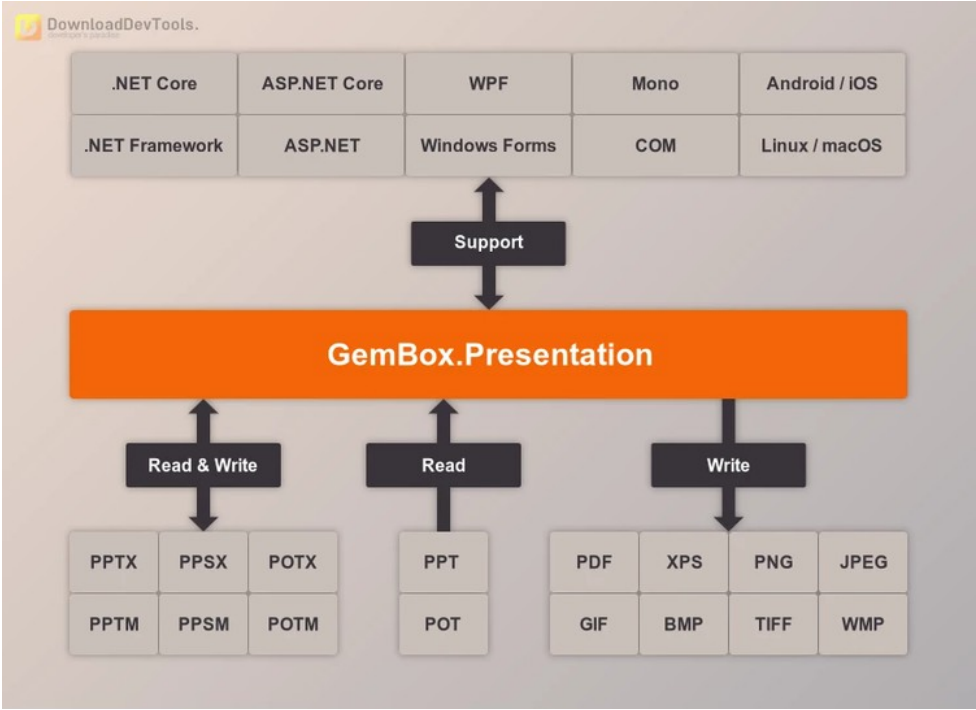 DownloadDevTools.
developer's paradise
.NET Core ASP.NET Core WPF Mono Android / iOS
.NET Framework ASP.NET Windows Forms COM Linux / macOS
Support
GemBox.Presentation
Read & Write Read Write
PPTX PPSX POTX PPT PDF XPS PNG JPEG
PPTM PPSM POTM POT GIF BMP TIFF WMP